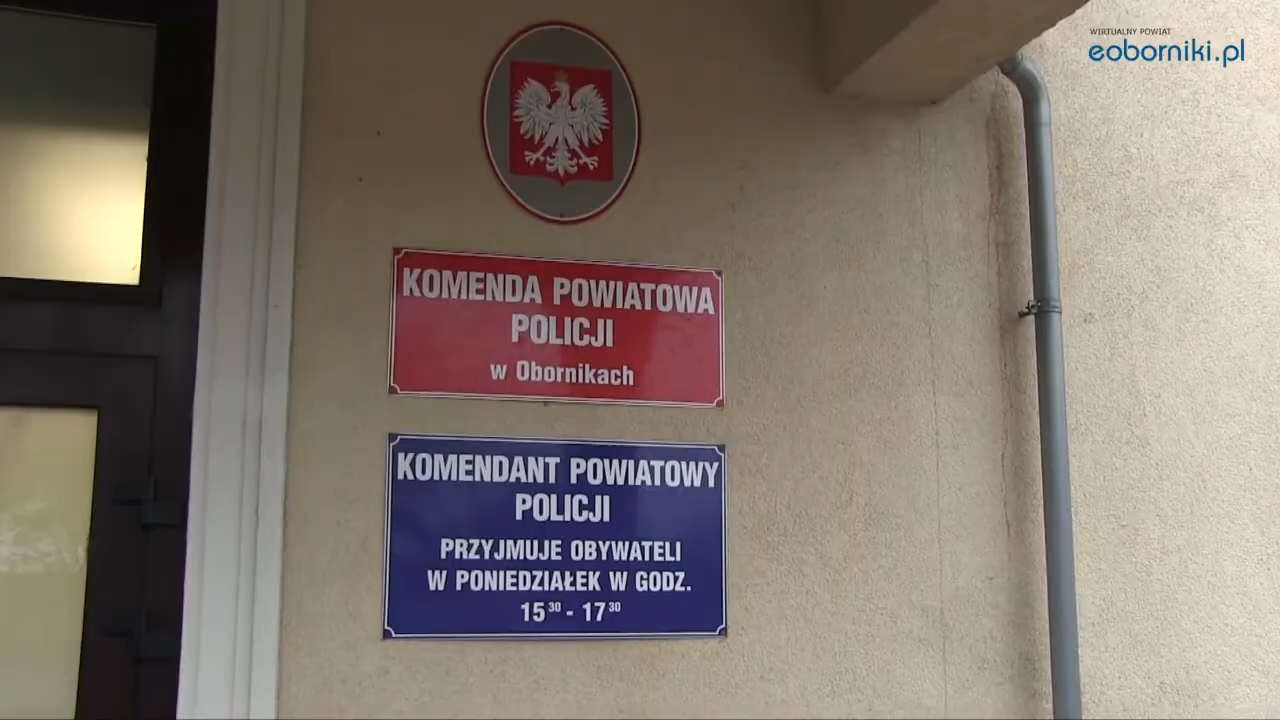 WIRTUALNY POWIAT
eoborniki.pl
KOMENDA POWIATOWA
POLICJI
w Obornikach
KOMENDANT POWIATOWY
POLICJI
PRZYJMUJE OBYWATELI
W PONIEDZIAŁEK W GODZ.
15³⁰ - 17³⁰